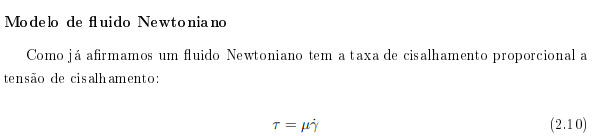 Modelo de fluido Newtoniano
Como já afirmamos um fluido Newtoniano tem a taxa de cisalhamento proporcional a
tensão de cisalhamento:
τ = μγ̇ (2.10)